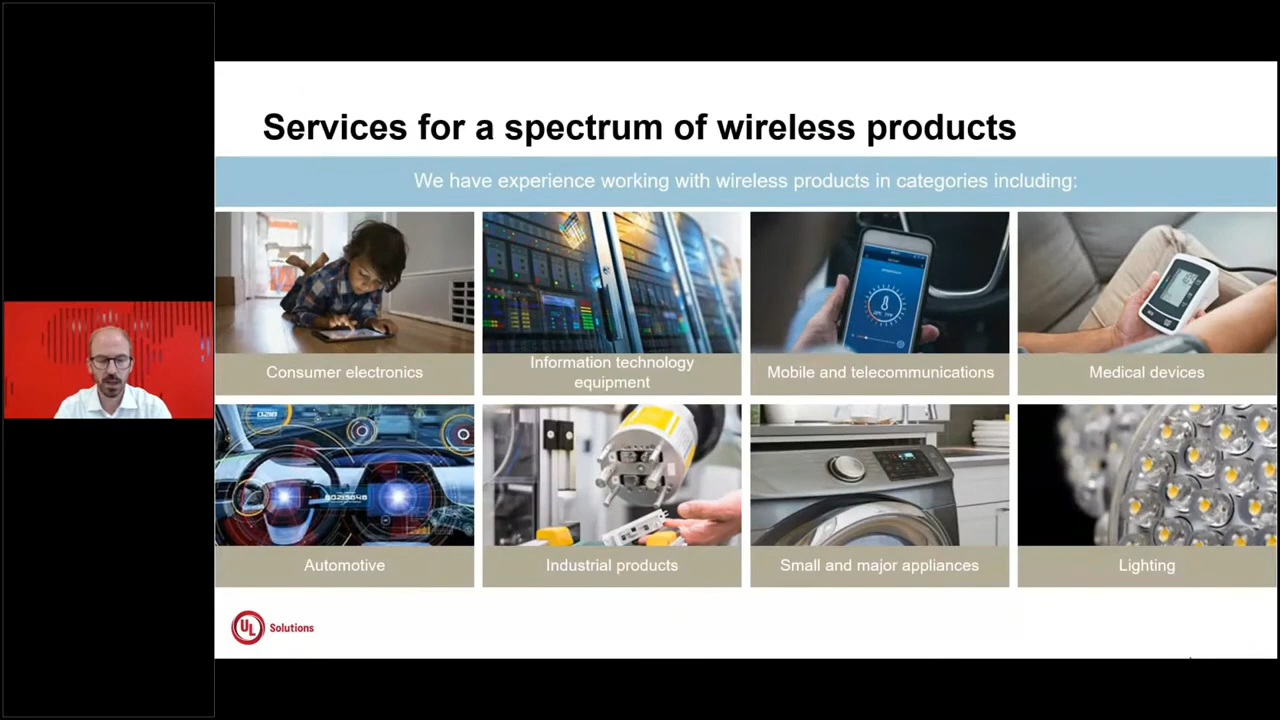 Services for a spectrum of wireless products
We have experience working with wireless products in categories including:
Consumer electronics
Information technology
equipment
Mobile and telecommunications
Medical devices
Automotive
Industrial products
Small and major appliances
Lighting
UL
Solutions